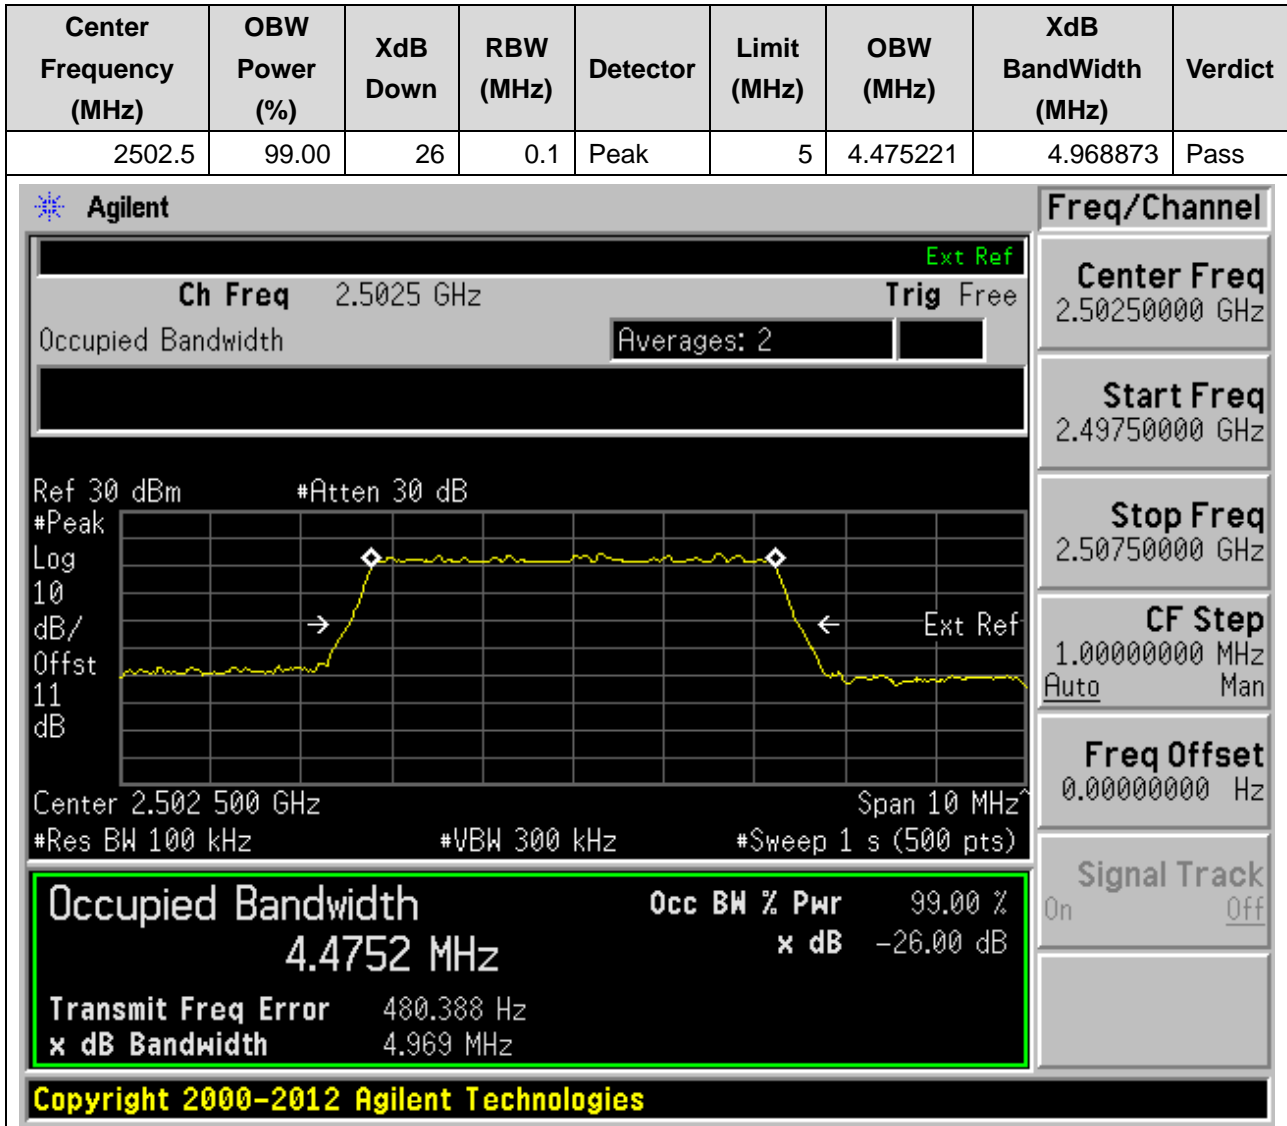 Center Frequency (MHz) OBW Power (%) XdB Down RBW (MHz) Detector Limit (MHz) OBW (MHz) XdB BandWidth (MHz) Verdict
2502.5 99.00 26 0.1 Peak 5 4.475221 4.968873 Pass
Agilent
Freq/Channel
Ext Ref
Ch Freq 2.5025 GHz Trig Free
Occupied Bandwidth Averages: 2
Center Freq
2.50250000 GHz
Start Freq
2.49750000 GHz
Stop Freq
2.50750000 GHz
CF Step
1.00000000 MHz
Auto Man
Freq Offset
0.00000000 Hz
Signal Track
On Off
Ref 30 dBm #Atten 30 dB
#Peak
Log
10
dB/
Offst
11
dB
Ext Ref
Center 2.502 500 GHz Span 10 MHz^
#Res BW 100 kHz #VBW 300 kHz #Sweep 1 s (500 pts)
Occupied Bandwidth
4.4752 MHz
Occ BW % Pwr 99.00 %
x dB -26.00 dB
Transmit Freq Error 480.388 Hz
x dB Bandwidth 4.969 MHz
Copyright 2000-2012 Agilent Technologies